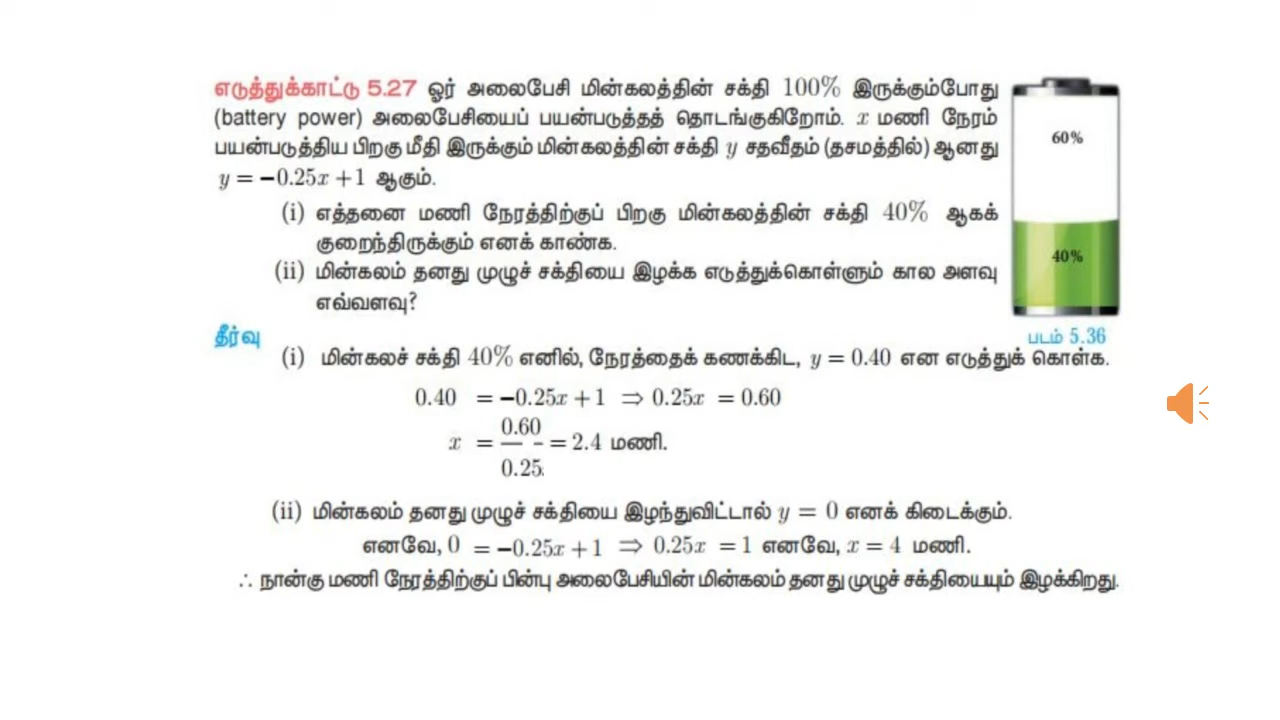 எடுத்துக்காட்டு 5.27 ஓர் அலைபேசி மின்கலத்தின் சக்தி 100% இருக்கும்போது
(battery power) அலைபேசியைப் பயன்படுத்தத் தொடங்குகிறோம். x மணி நேரம்
பயன்படுத்திய பிறகு மீதி இருக்கும் மின்கலத்தின் சக்தி y சதவீதம் (தசமத்தில்) ஆனது
y = −0.25x + 1 ஆகும்.
(i) எத்தனை மணி நேரத்திற்குப் பிறகு மின்கலத்தின் சக்தி 40% ஆகக்
குறைந்திருக்கும் எனக் காண்க.
(ii) மின்கலம் தனது முழுச் சக்தியை இழக்க எடுத்துக்கொள்ளும் கால அளவு
எவ்வளவு?
60%
40%
படம் 5.36
தீர்வு
(i) மின்கலச் சக்தி 40% எனில், நேரத்தைக் கணக்கிட, y = 0.40 என எடுத்துக் கொள்க.
0.40 = −0.25x + 1 ⇒ 0.25x = 0.60
x = 0.60/0.25 = 2.4 மணி.
(ii) மின்கலம் தனது முழுச் சக்தியை இழந்துவிட்டால் y = 0 எனக் கிடைக்கும்.
எனவே, 0 = −0.25x + 1 ⇒ 0.25x = 1 எனவே, x = 4 மணி.
∴ நான்கு மணி நேரத்திற்குப் பின்பு அலைபேசியின் மின்கலம் தனது முழுச் சக்தியையும் இழக்கிறது.